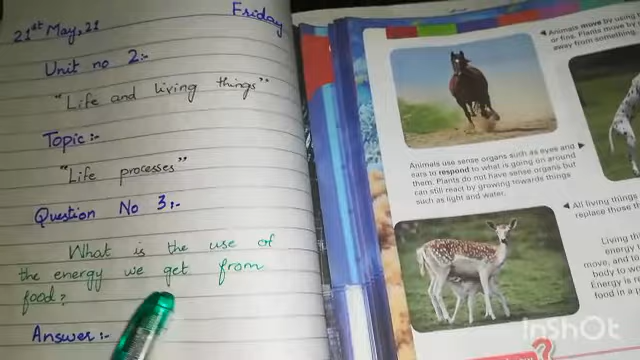 21st May, 21
Friday
Unit no 2:-
"Life and living things"
Topic:-
"Life processes"
Question No 3:-
What is the use of
the energy we get from
food?
Answer:-
Animals move by using
or fins. Plants move by
away from something.
Animals use sense organs such as eyes and
ears to respond to what is going on around
them. Plants do not have sense organs but
can still react by growing towards things
such as light and water.
All living things
replace those th
Living thi
energy
move, and to
body to w
Energy is re
food in a p
InShOt